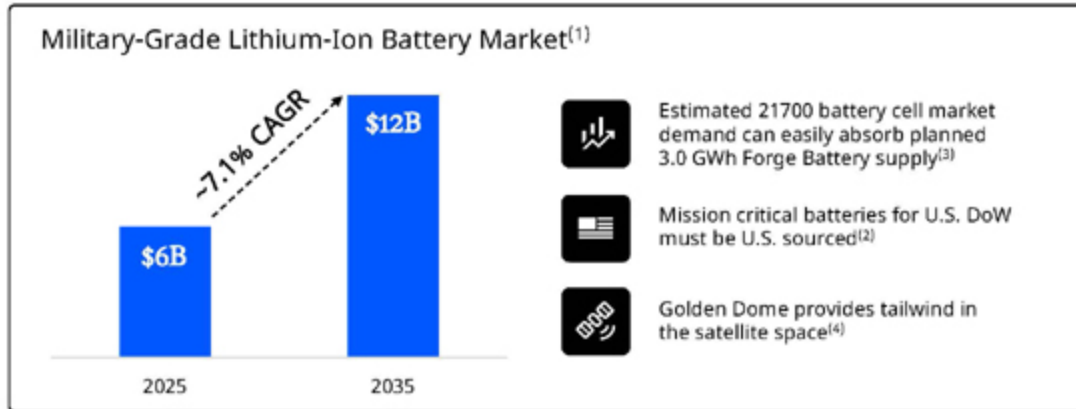 Military-Grade Lithium-Ion Battery Market(1)
~7.1% CAGR
$6B
$12B
2025
2035
Estimated 21700 battery cell market
demand can easily absorb planned
3.0 GWh Forge Battery supply(3)
Mission critical batteries for U.S. DoW
must be U.S. sourced(2)
Golden Dome provides tailwind in
the satellite space(4)